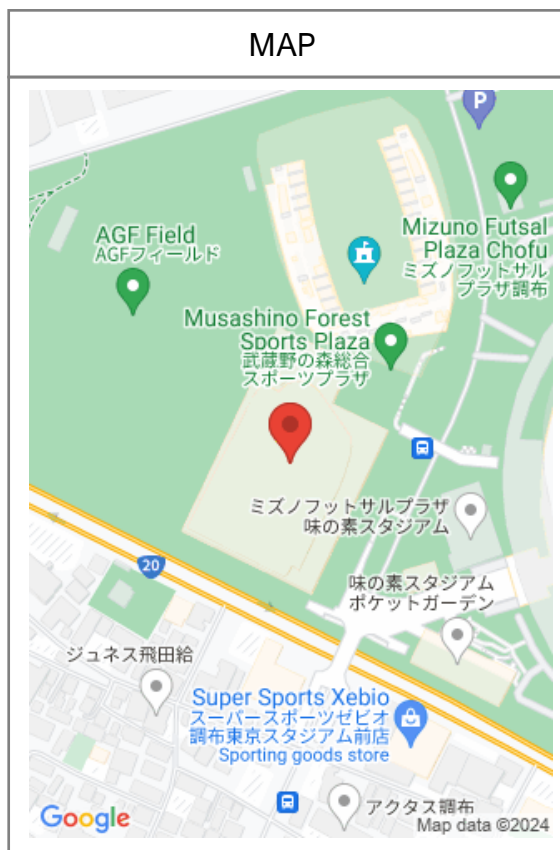 MAP
P
AGF Field
AGFフィールド
Mizuno Futsal
Plaza Chofu
ミズノフットサル
プラザ調布
Musashino Forest
Sports Plaza
武蔵野の森総合
スポーツプラザ
ミズノフットサルプラザ
味の素スタジアム
20
味の素スタジアム
ポケットガーデン
ジュネス飛田給
Super Sports Xebio
スーパースポーツゼビオ
調布東京スタジアム前店
Sporting goods store
アクタス調布
Google
Map data ©2024